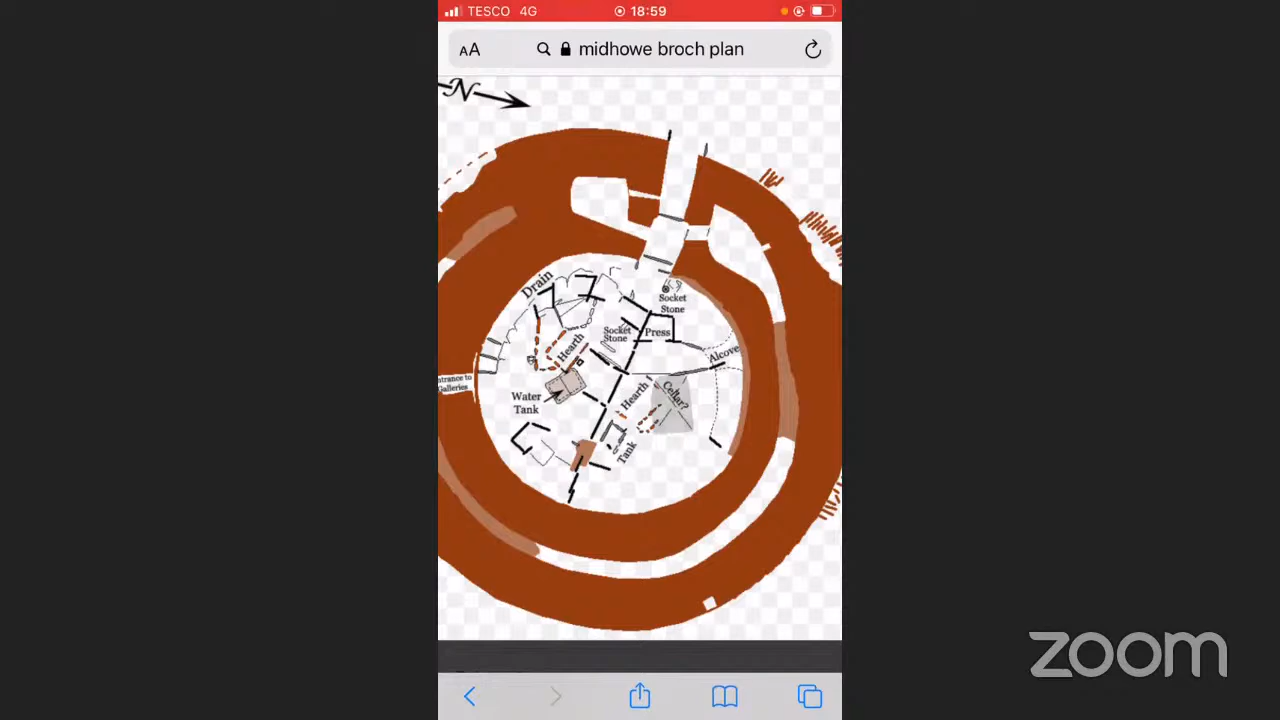 TESCO 4G 18:59
AA midhowe broch plan
N
Drain
Socket
Stone
Socket
Stone
Press
Hearth
Alcove
ntrance to
Galleries
Water
Tank
Hearth
Cellar?
Tank
zoom